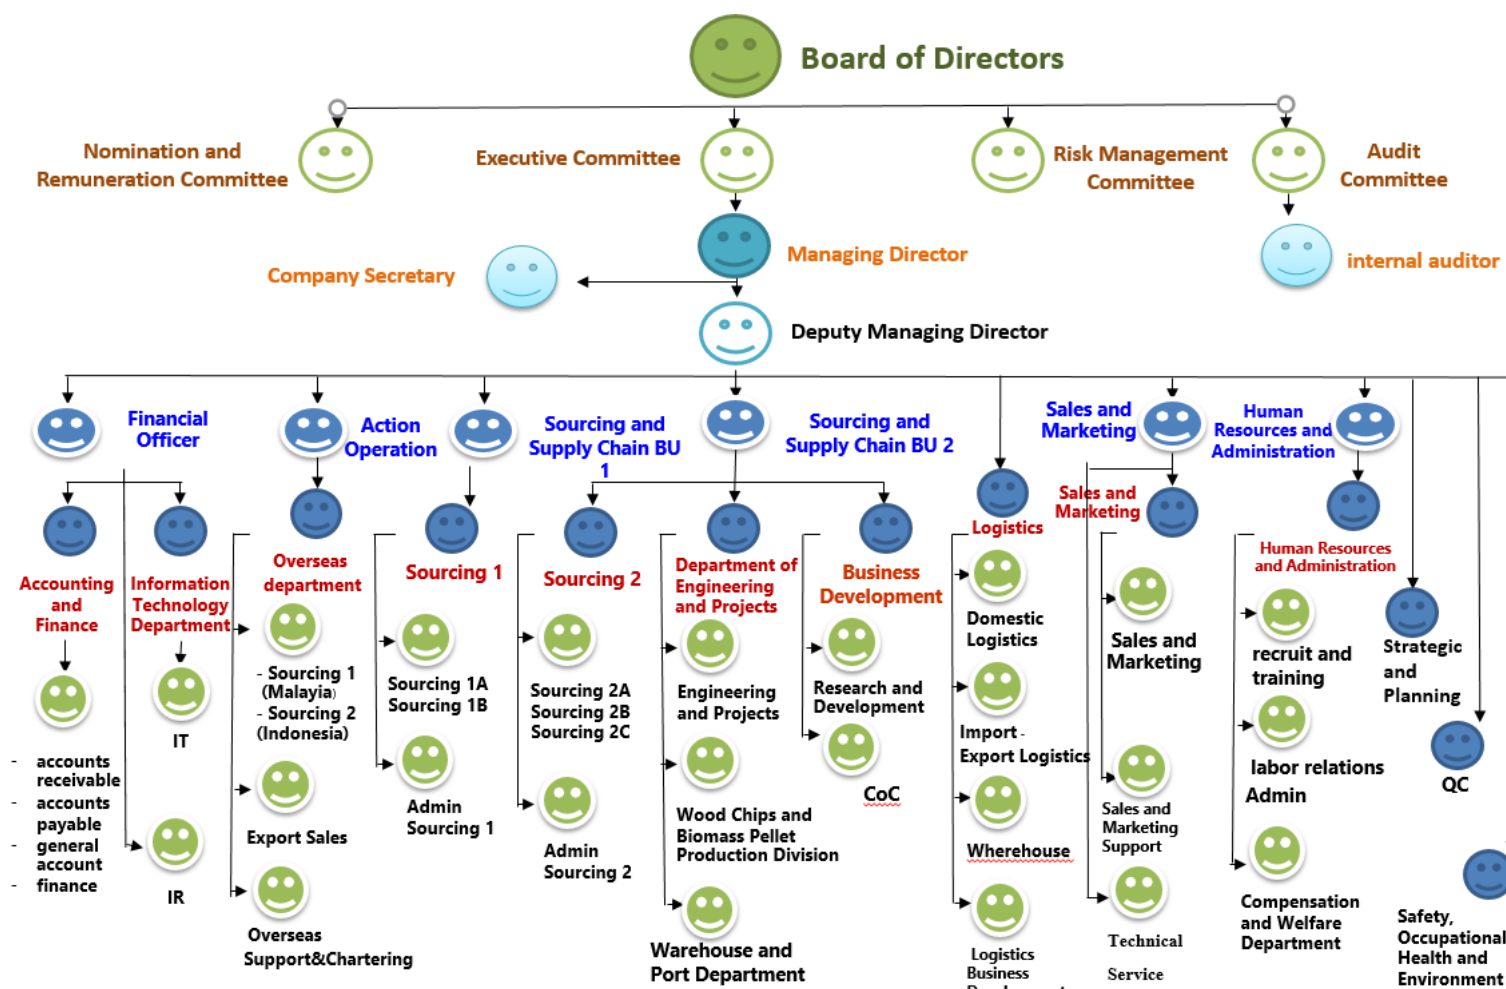 Board of Directors
Nomination and
Remuneration Committee
Executive Committee
Risk Management
Committee
Audit
Committee
Company Secretary
Managing Director
internal auditor
Deputy Managing Director
Financial
Officer
Action
Operation
Sourcing and
Supply Chain BU
1
Sourcing and
Supply Chain BU 2
Sales and
Marketing
Human
Resources and
Administration
Accounting
and
Finance
- accounts
receivable
- accounts
payable
- general
account
- finance
Information
Technology
Department
IT
IR
Overseas
department
- Sourcing 1
(Malayia)
- Sourcing 2
(Indonesia)
Export Sales
Overseas
Support&Chartering
Sourcing 1
Sourcing 1A
Sourcing 1B
Admin
Sourcing 1
Sourcing 2
Sourcing 2A
Sourcing 2B
Sourcing 2C
Admin
Sourcing 2
Department of
Engineering
and Projects
Engineering
and Projects
Wood Chips and
Biomass Pellet
Production Division
Warehouse and
Port Department
Business
Development
Research and
Development
CoC
Logistics
Domestic
Logistics
Import -
Export Logistics
Wherehouse
Logistics
Business
Sales and
Marketing
Sales and
Marketing
Sales and
Marketing
Support
Technical
Service
Human Resources
and Administration
recruit and
training
labor relations
Admin
Compensation
and Welfare
Department
Strategic
and
Planning
QC
Safety,
Occupational
Health and
Environment